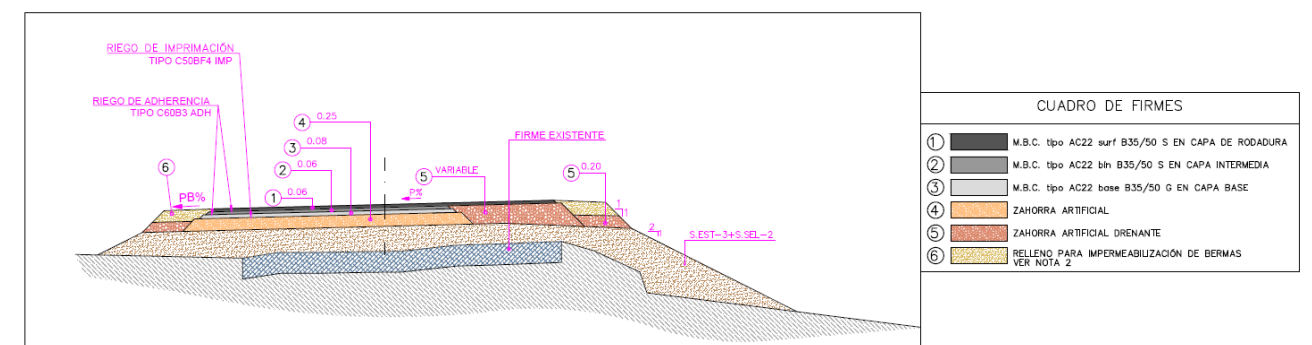 RIEGO DE IMPRIMACIÓN
TIPO C50BF4 IMP
RIEGO DE ADHERENCIA
TIPO C60B3 ADH
4 0.25
3 0.08
2 0.06
1 0.06
FIRME EXISTENTE
6
PB%
P%
5 VARIABLE
5 0.20
1
1
2
1
S.EST-3+S.SEL-2
CUADRO DE FIRMES
1 M.B.C. tipo AC22 surf B35/50 S EN CAPA DE RODADURA
2 M.B.C. tipo AC22 bin B35/50 S EN CAPA INTERMEDIA
3 M.B.C. tipo AC22 base B35/50 G EN CAPA BASE
4 ZAHORRA ARTIFICIAL
5 ZAHORRA ARTIFICIAL DRENANTE
6 RELLENO PARA IMPERMEABILIZACIÓN DE BERMAS
VER NOTA 2